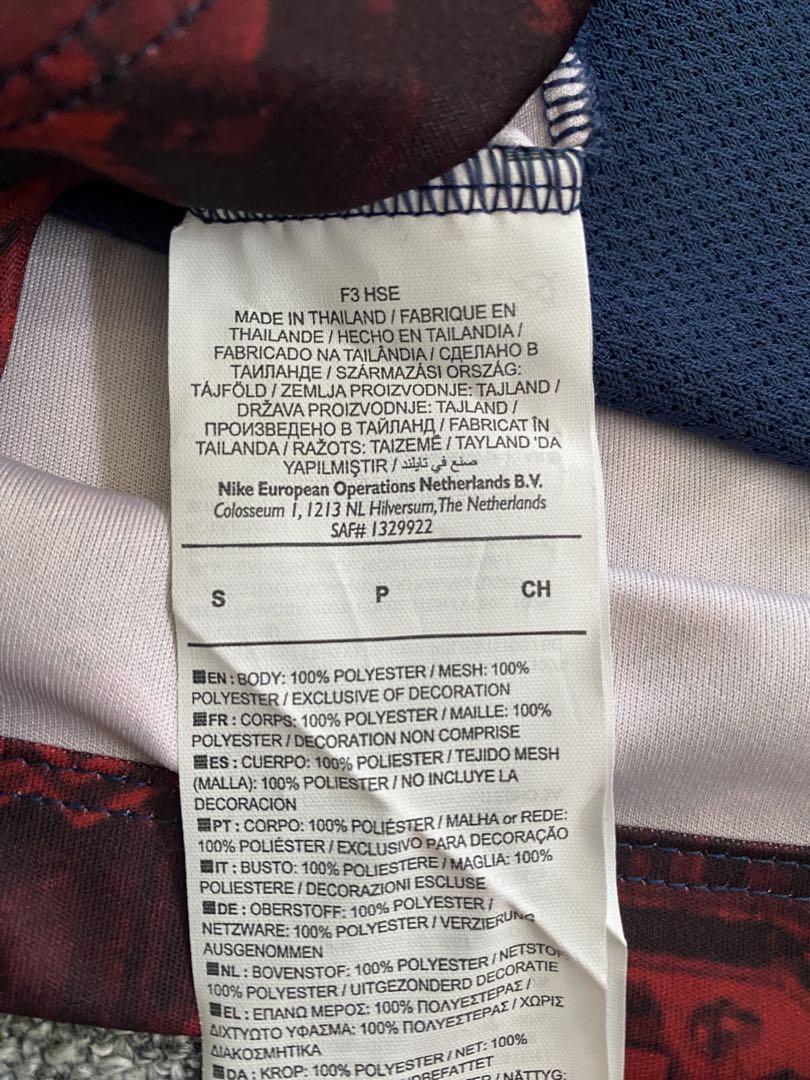 F3 HSE
MADE IN THAILAND / FABRIQUE EN
THAILANDE / HECHO EN TAILANDIA /
FABRICADO NA TAILÂNDIA / СДЕЛАНО В
ТАИЛАНДЕ / SZÁRMAZÁSI ORSZÁG:
TÁJFÖLD / ZEMLJA PROIZVODNJE: TAJLAND /
DRŽAVA PROIZVODNJE: TAJLAND /
ПРОИЗВЕДЕНО В ТАЙЛАНД / FABRICAT ÎN
TAILANDA / RAŽOTS: TAIZEMĒ / TAYLAND 'DA
YAPILMIŞTIR / صنع في تايلند
Nike European Operations Netherlands B.V.
Colosseum 1, 1213 NL Hilversum, The Netherlands
SAF# 1329922
S P CH
EN : BODY: 100% POLYESTER / MESH: 100%
POLYESTER / EXCLUSIVE OF DECORATION
FR : CORPS: 100% POLYESTER / MAILLE: 100%
POLYESTER / DECORATION NON COMPRISE
ES : CUERPO: 100% POLIESTER / TEJIDO MESH
(MALLA): 100% POLIESTER / NO INCLUYE LA
DECORACIÓN
PT : CORPO: 100% POLIÉSTER / MALHA or REDE:
100% POLIÉSTER / EXCLUSIVO PARA DECORAÇÃO
IT : BUSTO: 100% POLIESTERE / MAGLIA: 100%
POLIESTERE / DECORAZIONI ESCLUSE
DE : OBERSTOFF: 100% POLYESTER /
NETZWARE: 100% POLYESTER / VERZIERUNG
AUSGENOMMEN
NL : BOVENSTOF: 100% POLYESTER / NETSTOF:
100% POLYESTER / UITGEZONDERD DECORATIE
EL : ΕΠΑΝΩ ΜΕΡΟΣ: 100% ΠΟΛΥΕΣΤΕΡΑΣ /
ΔΙΧΤΥΩΤΟ ΥΦΑΣΜΑ: 100% ΠΟΛΥΕΣΤΕΡΑΣ / ΧΩΡΙΣ
ΔΙΑΚΟΣΜΗΤΙΚΑ
DA : KROP: 100% POLYESTER / NET: 100%
/ NÄTTYG: